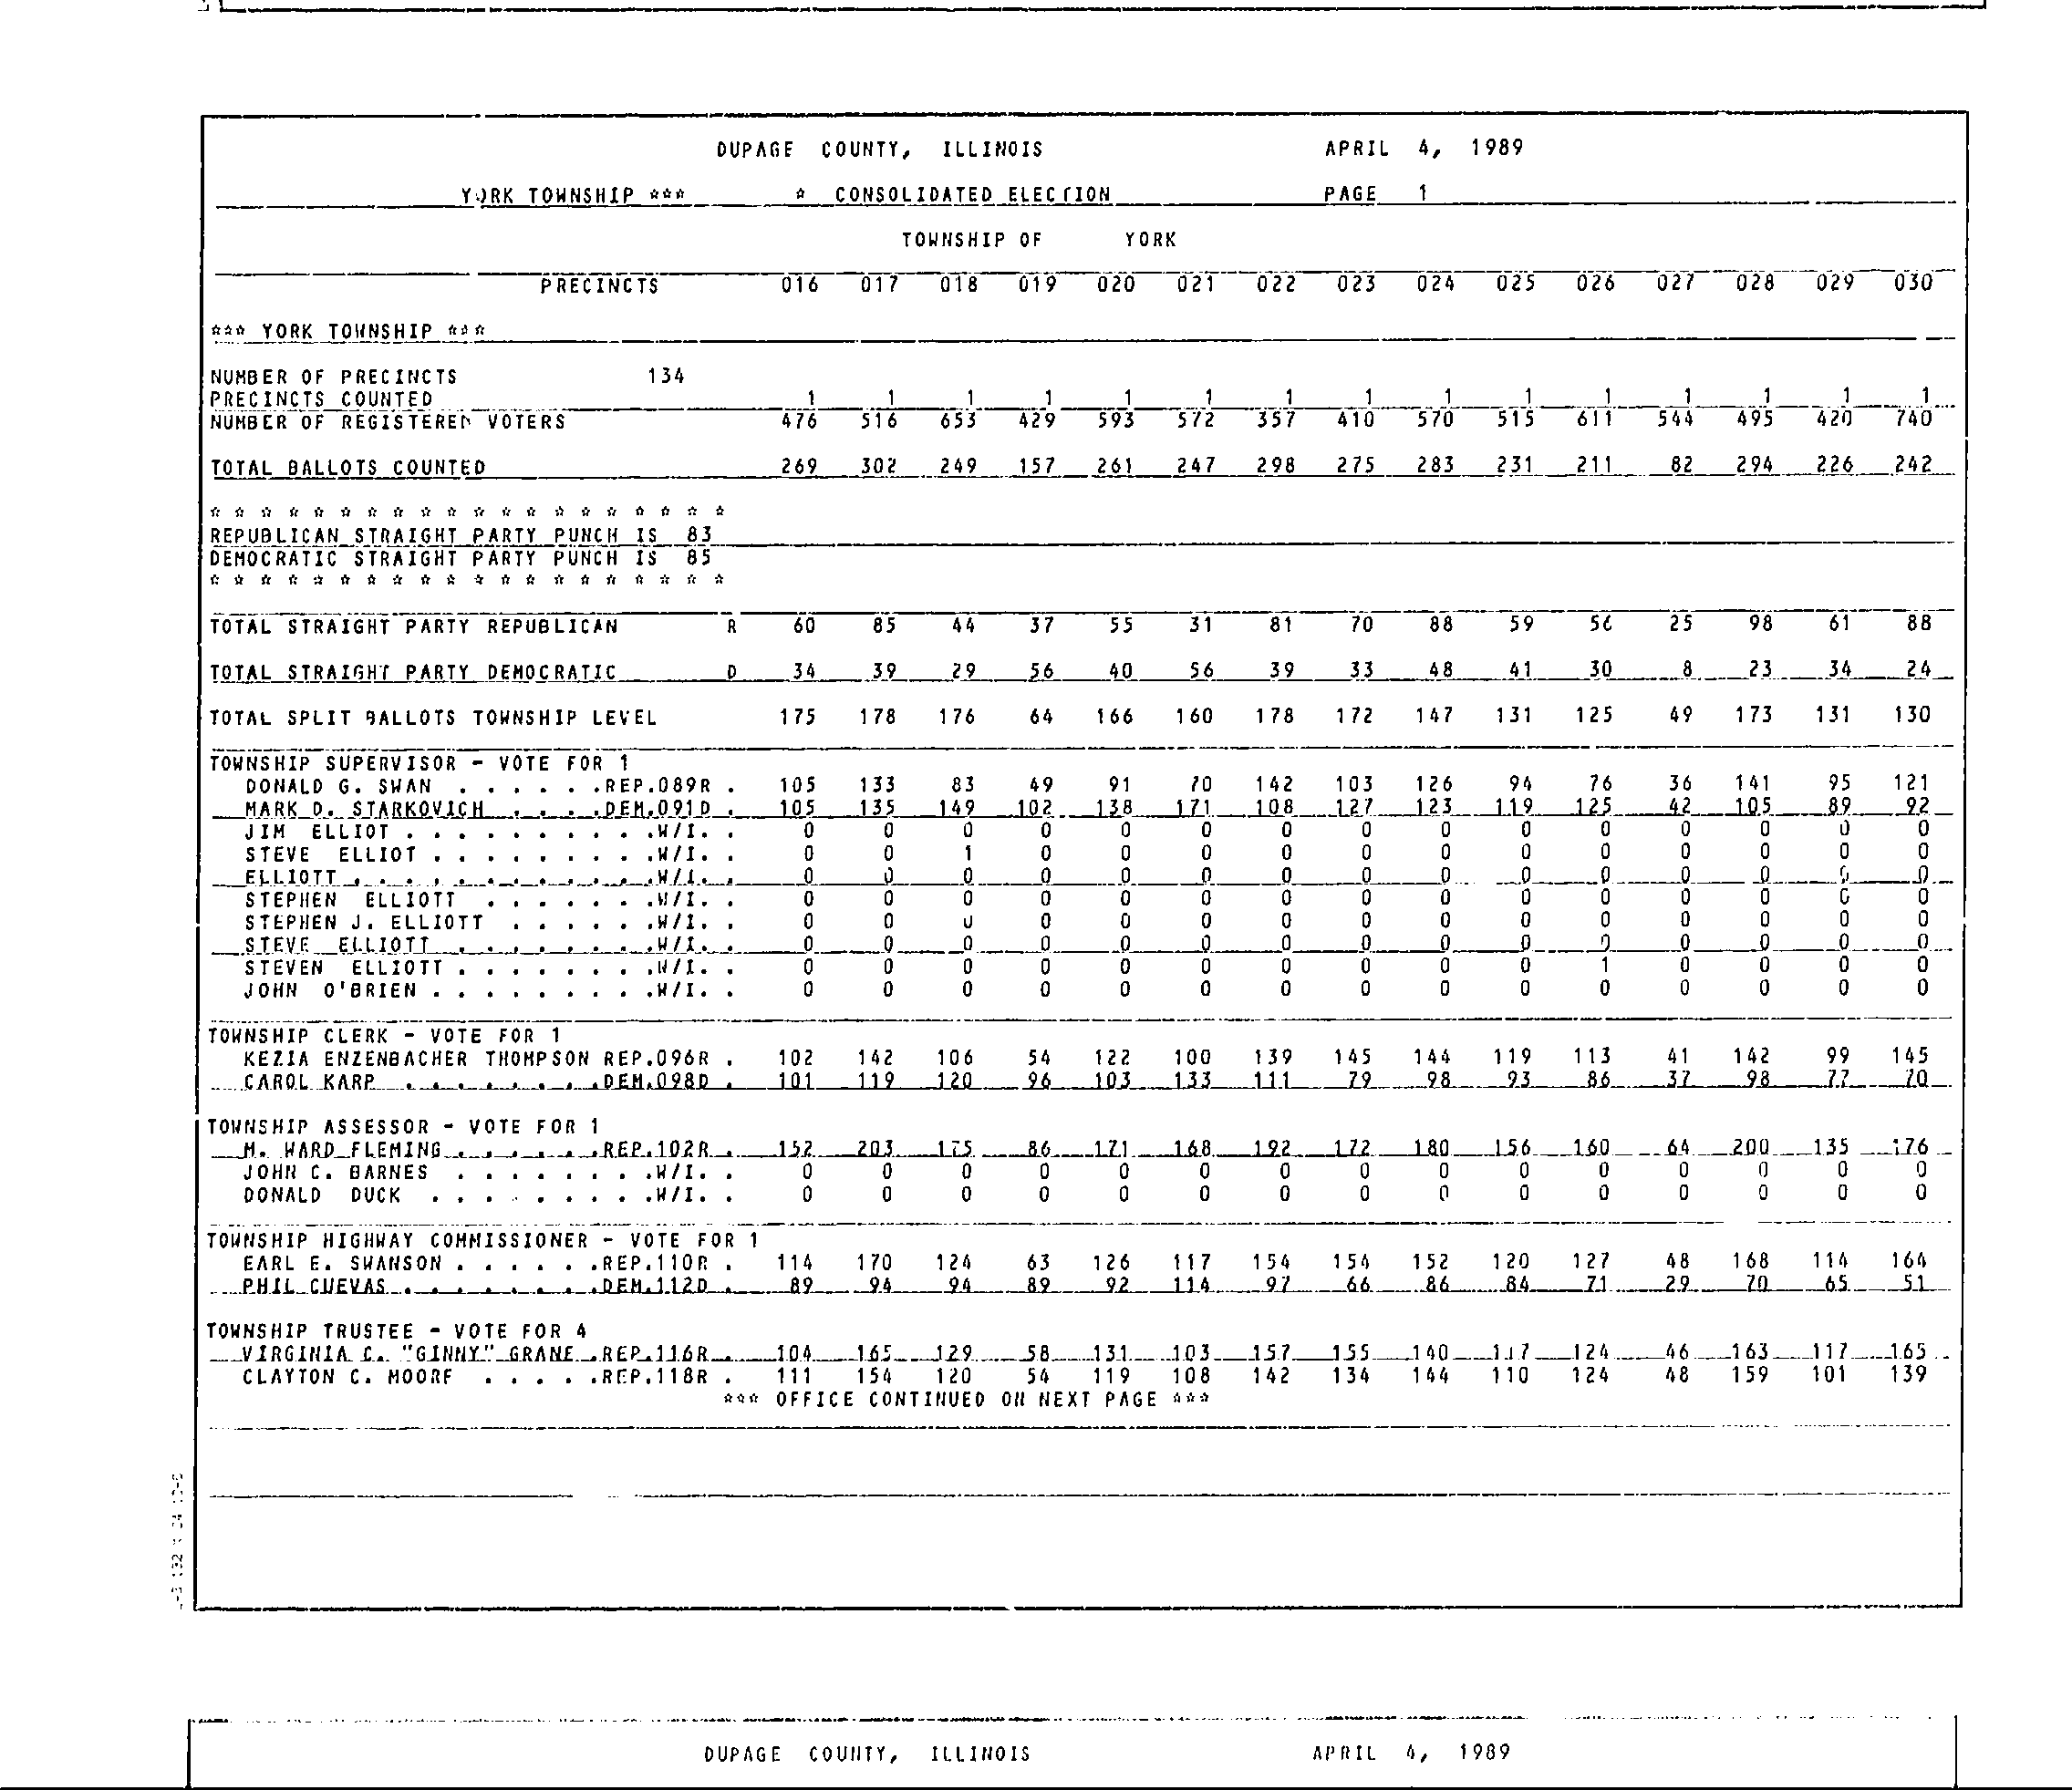 DUPAGE COUNTY, ILLINOIS APRIL 4, 1989
YORK TOWNSHIP *** * CONSOLIDATED ELECTION PAGE 1
TOWNSHIP OF YORK
PRECINCTS 016 017 018 019 020 021 022 023 024 025 026 027 028 029 030
*** YORK TOWNSHIP ***
NUMBER OF PRECINCTS 134
PRECINCTS COUNTED 1 1 1 1 1 1 1 1 1 1 1 1 1 1 1
NUMBER OF REGISTERED VOTERS 476 516 653 429 593 572 357 410 570 515 611 544 495 420 740
TOTAL BALLOTS COUNTED 269 302 249 157 261 247 298 275 283 231 211 82 294 226 242
* * * * * * * * * * * * * * * * * * * *
REPUBLICAN STRAIGHT PARTY PUNCH IS 83
DEMOCRATIC STRAIGHT PARTY PUNCH IS 85
* * * * * * * * * * * * * * * * * * * *
TOTAL STRAIGHT PARTY REPUBLICAN R 60 85 44 37 55 31 81 70 88 59 56 25 98 61 88
TOTAL STRAIGHT PARTY DEMOCRATIC D 34 39 29 56 40 56 39 33 48 41 30 8 23 34 24
TOTAL SPLIT BALLOTS TOWNSHIP LEVEL 175 178 176 64 166 160 178 172 147 131 125 49 173 131 130
TOWNSHIP SUPERVISOR - VOTE FOR 1
DONALD G. SWAN . . . . . .REP.089R . 105 133 83 49 91 70 142 103 126 94 76 36 141 95 121
MARK D. STARKOVICH . . . .DEM.091D . 105 135 149 102 138 171 108 127 123 119 125 42 105 89 92
JIM ELLIOT . . . . . . . . . .W/I. . 0 0 0 0 0 0 0 0 0 0 0 0 0 0 0
STEVE ELLIOT . . . . . . . . .W/I. . 0 0 1 0 0 0 0 0 0 0 0 0 0 0 0
ELLIOTT . . . . . . . . . . . .W/I. . 0 0 0 0 0 0 0 0 0 0 0 0 0 0 0
STEPHEN ELLIOTT . . . . . . .W/I. . 0 0 0 0 0 0 0 0 0 0 0 0 0 0 0
STEPHEN J. ELLIOTT . . . . . .W/I. . 0 0 0 0 0 0 0 0 0 0 0 0 0 0 0
STEVE ELLIOTT . . . . . . . .W/I. . 0 0 0 0 0 0 0 0 0 0 0 0 0 0 0
STEVEN ELLIOTT . . . . . . . .W/I. . 0 0 0 0 0 0 0 0 0 0 1 0 0 0 0
JOHN O'BRIEN . . . . . . . . .W/I. . 0 0 0 0 0 0 0 0 0 0 0 0 0 0 0
TOWNSHIP CLERK - VOTE FOR 1
KEZIA ENZENBACHER THOMPSON REP.096R . 102 142 106 54 122 100 139 145 144 119 113 41 142 99 145
CAROL KARP . . . . . . . .DEM.098D . 101 119 120 96 103 133 111 79 98 93 86 37 98 77 70
TOWNSHIP ASSESSOR - VOTE FOR 1
M. WARD FLEMING . . . . . .REP.102R . 152 203 175 86 171 168 192 172 180 156 160 64 200 135 176
JOHN C. BARNES . . . . . . . .W/I. . 0 0 0 0 0 0 0 0 0 0 0 0 0 0 0
DONALD DUCK . . . . . . . . .W/I. . 0 0 0 0 0 0 0 0 0 0 0 0 0 0 0
TOWNSHIP HIGHWAY COMMISSIONER - VOTE FOR 1
EARL E. SWANSON . . . . . .REP.110R . 114 170 124 63 126 117 154 154 152 120 127 48 168 114 164
PHIL CUEVAS . . . . . . . .DEM.112D . 89 94 94 89 92 114 97 66 86 84 71 29 70 65 51
TOWNSHIP TRUSTEE - VOTE FOR 4
VIRGINIA C. "GINNY" GRANE .REP.116R . 104 165 129 58 131 103 157 155 140 117 124 46 163 117 165
CLAYTON C. MOORE . . . . .REP.118R . 111 154 120 54 119 108 142 134 144 110 124 48 159 101 139
*** OFFICE CONTINUED ON NEXT PAGE ***
DUPAGE COUNTY, ILLINOIS APRIL 4, 1989